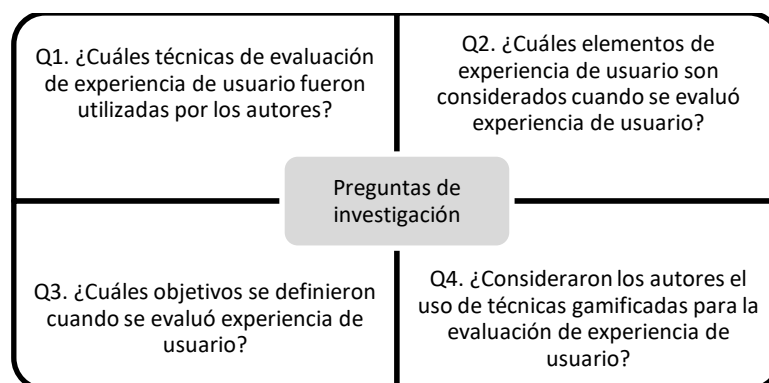 Q1. ¿Cuáles técnicas de evaluación
de experiencia de usuario fueron
utilizadas por los autores?
Q2. ¿Cuáles elementos de
experiencia de usuario son
considerados cuando se evaluó
experiencia de usuario?
Preguntas de
investigación
Q3. ¿Cuáles objetivos se definieron
cuando se evaluó experiencia de
usuario?
Q4. ¿Consideraron los autores el
uso de técnicas gamificadas para la
evaluación de experiencia de
usuario?